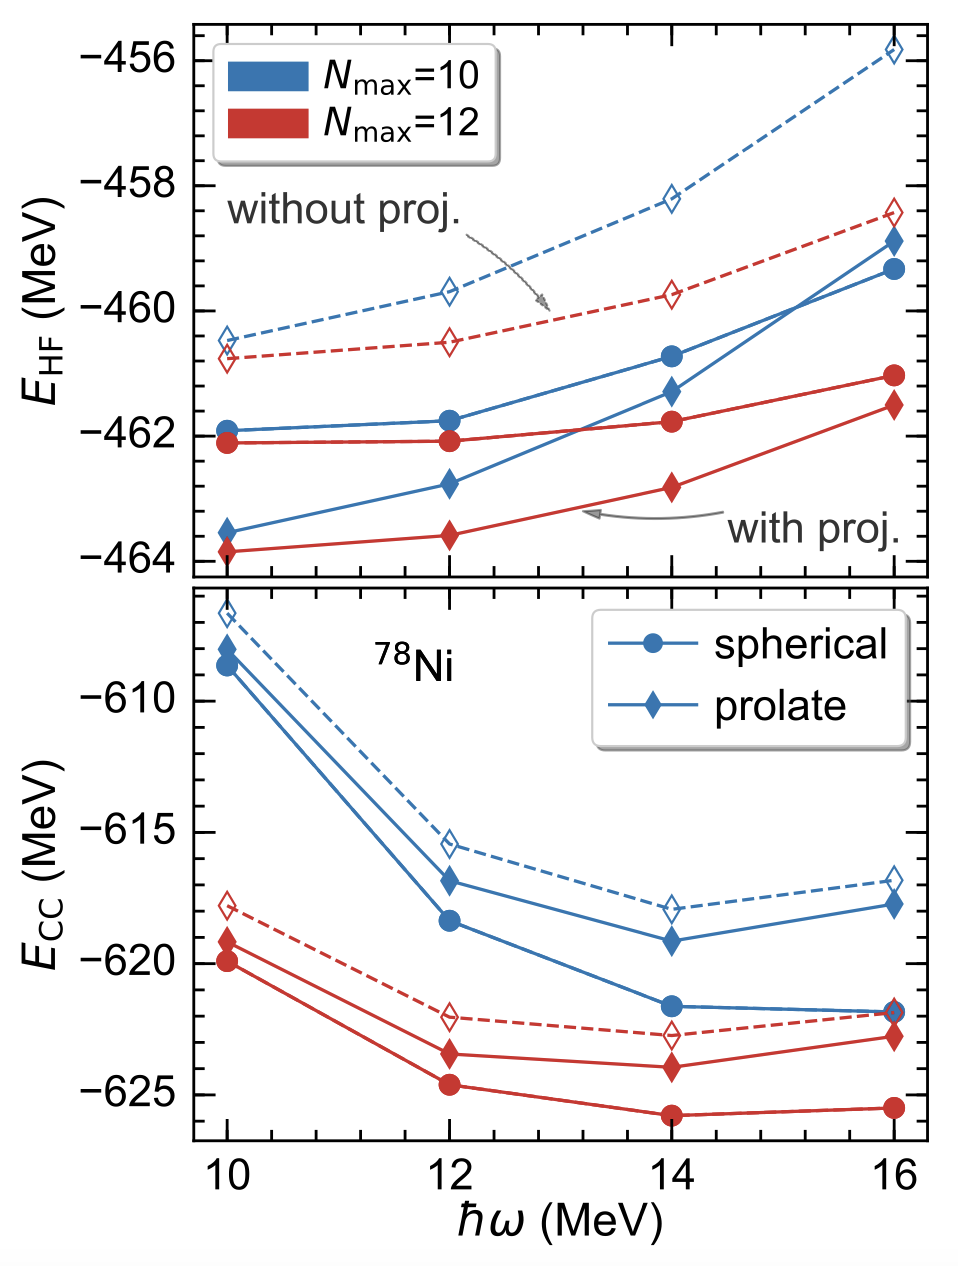 −456
−458
−460
−462
−464
E_HF (MeV)
N_max=10
N_max=12
without proj.
with proj.
−610
−615
−620
−625
E_CC (MeV)
⁷⁸Ni
spherical
prolate
10 12 14 16
ħω (MeV)